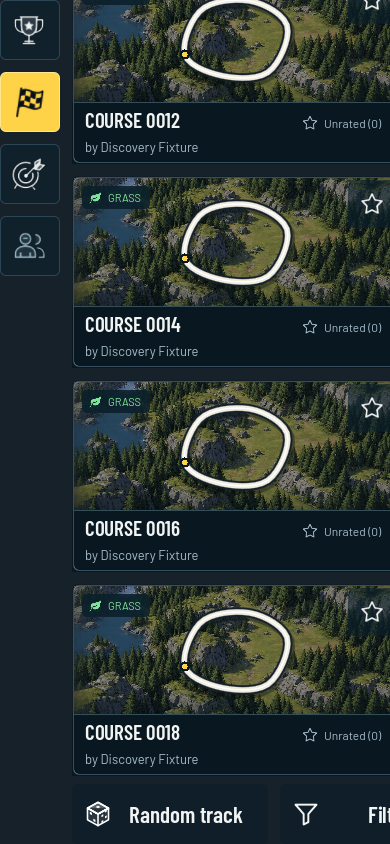 COURSE 0012
Unrated (0)
by Discovery Fixture
GRASS
COURSE 0014
Unrated (0)
by Discovery Fixture
GRASS
COURSE 0016
Unrated (0)
by Discovery Fixture
GRASS
COURSE 0018
Unrated (0)
by Discovery Fixture
Random track